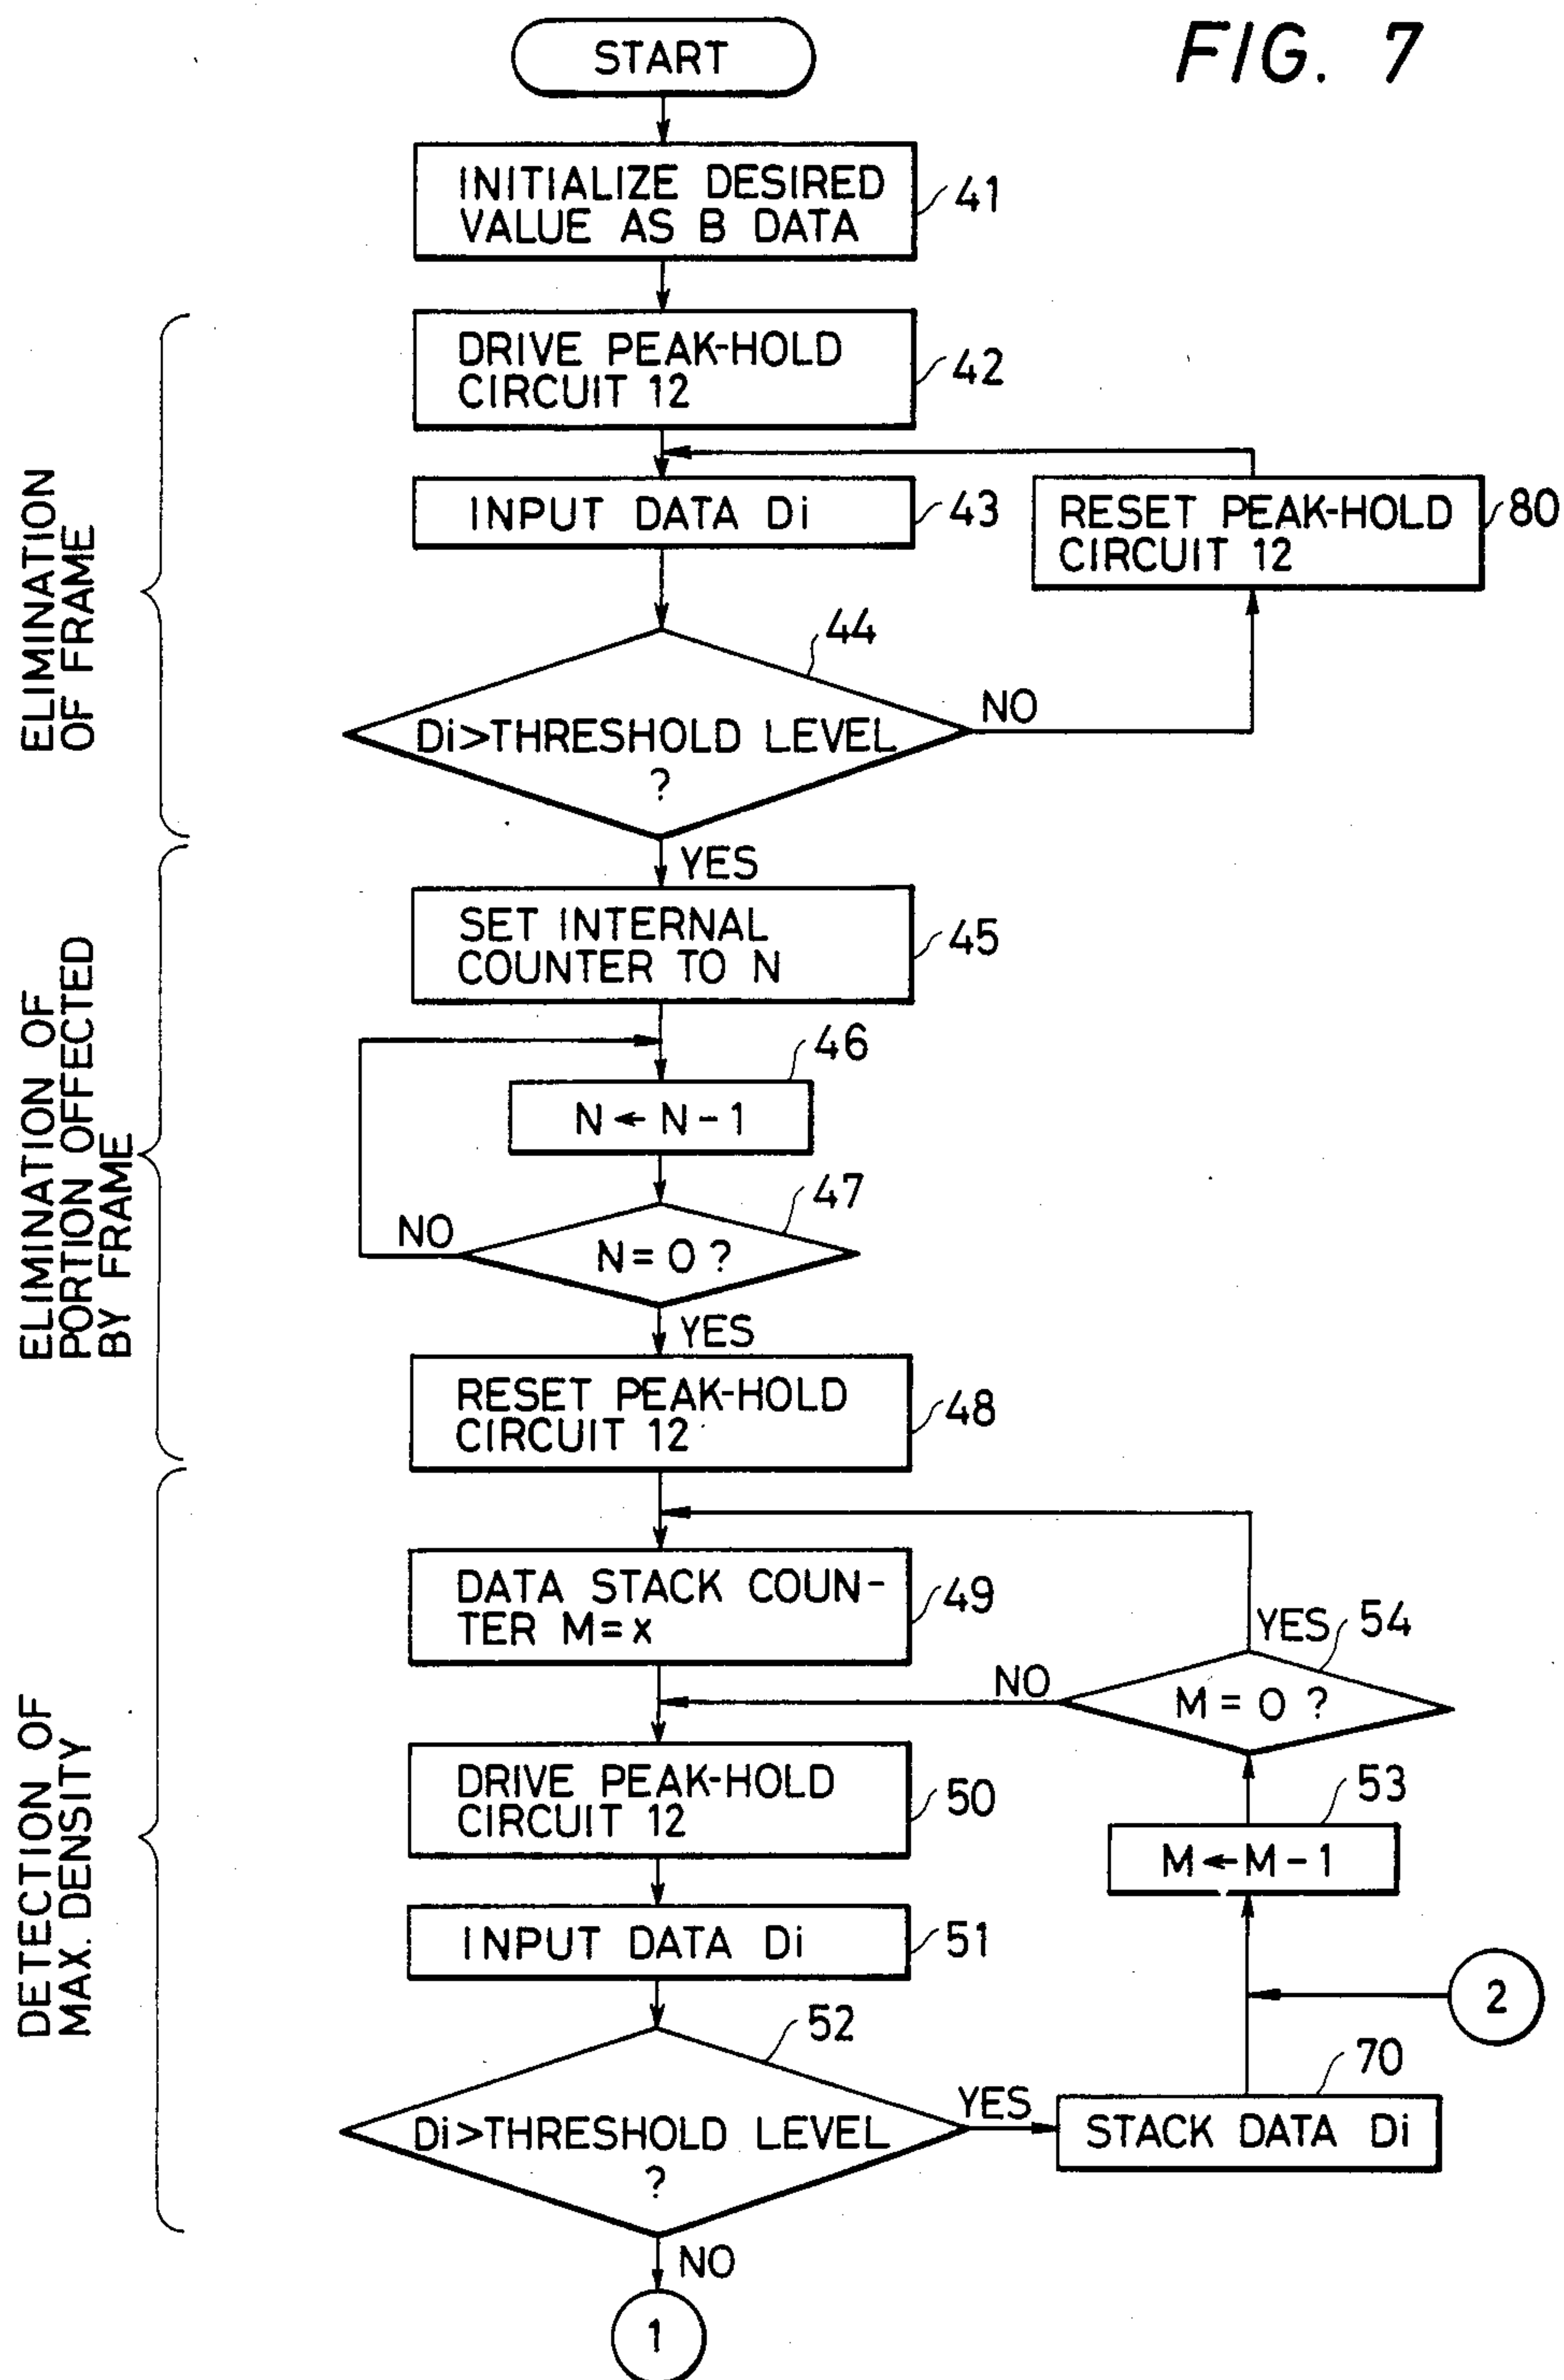 FIG. 7
START
INITIALIZE DESIRED
VALUE AS B DATA
41
DRIVE PEAK-HOLD
CIRCUIT 12
42
INPUT DATA Di
43
RESET PEAK-HOLD
CIRCUIT 12
80
ELIMINATION
OF FRAME
44
Di>THRESHOLD LEVEL
?
NO
YES
SET INTERNAL
COUNTER TO N
45
ELIMINATION OF
PORTION OFFECTED
BY FRAME
46
N ← N-1
47
N=0?
NO
YES
RESET PEAK-HOLD
CIRCUIT 12
48
DATA STACK COUN-
TER M=x
49
YES
54
M=0?
NO
DETECTION OF
MAX. DENSITY
DRIVE PEAK-HOLD
CIRCUIT 12
50
53
M←M-1
INPUT DATA Di
51
2
52
Di>THRESHOLD LEVEL
?
YES
70
STACK DATA Di
NO
1